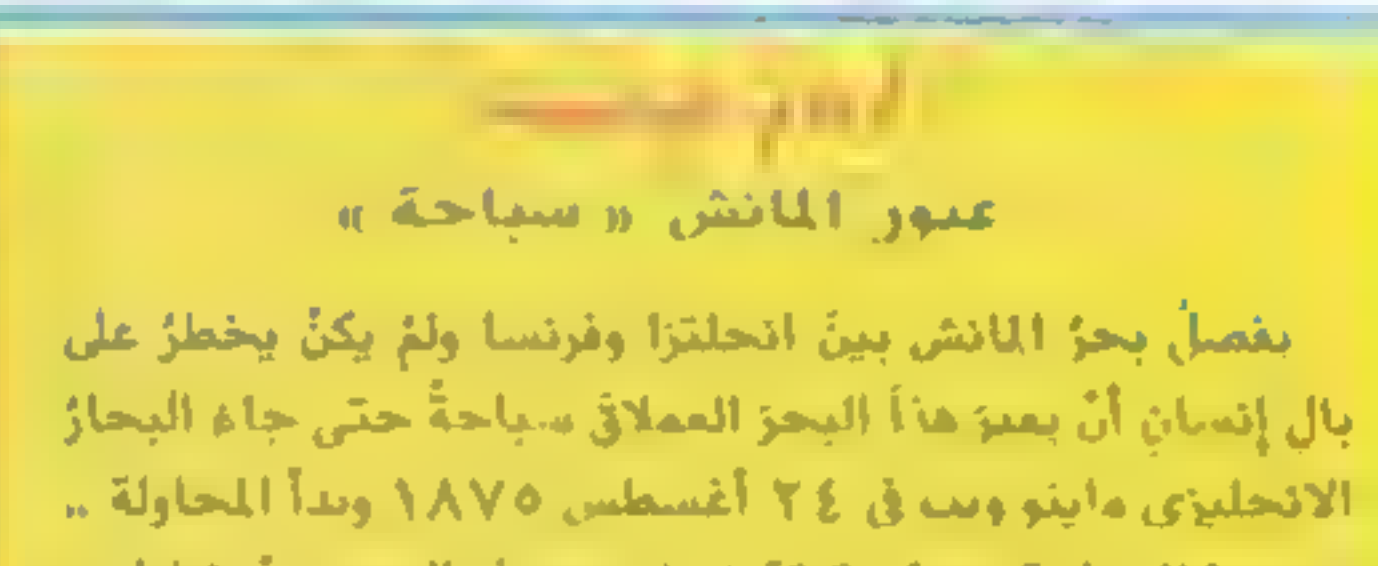 عبور المانش « سباحة »
يفصلُ بحرُ المانش بينَ انجلترا وفرنسا ولمْ يكنْ يخطرُ على
بالِ إنسانٍ أنْ يعبرَ هذا البحرَ العملاقَ سباحةً حتى جاءَ البحارُ
الانجليزى ماثيو وب فى ٢٤ أغسطس ١٨٧٥ وبدأ المحاولة ..